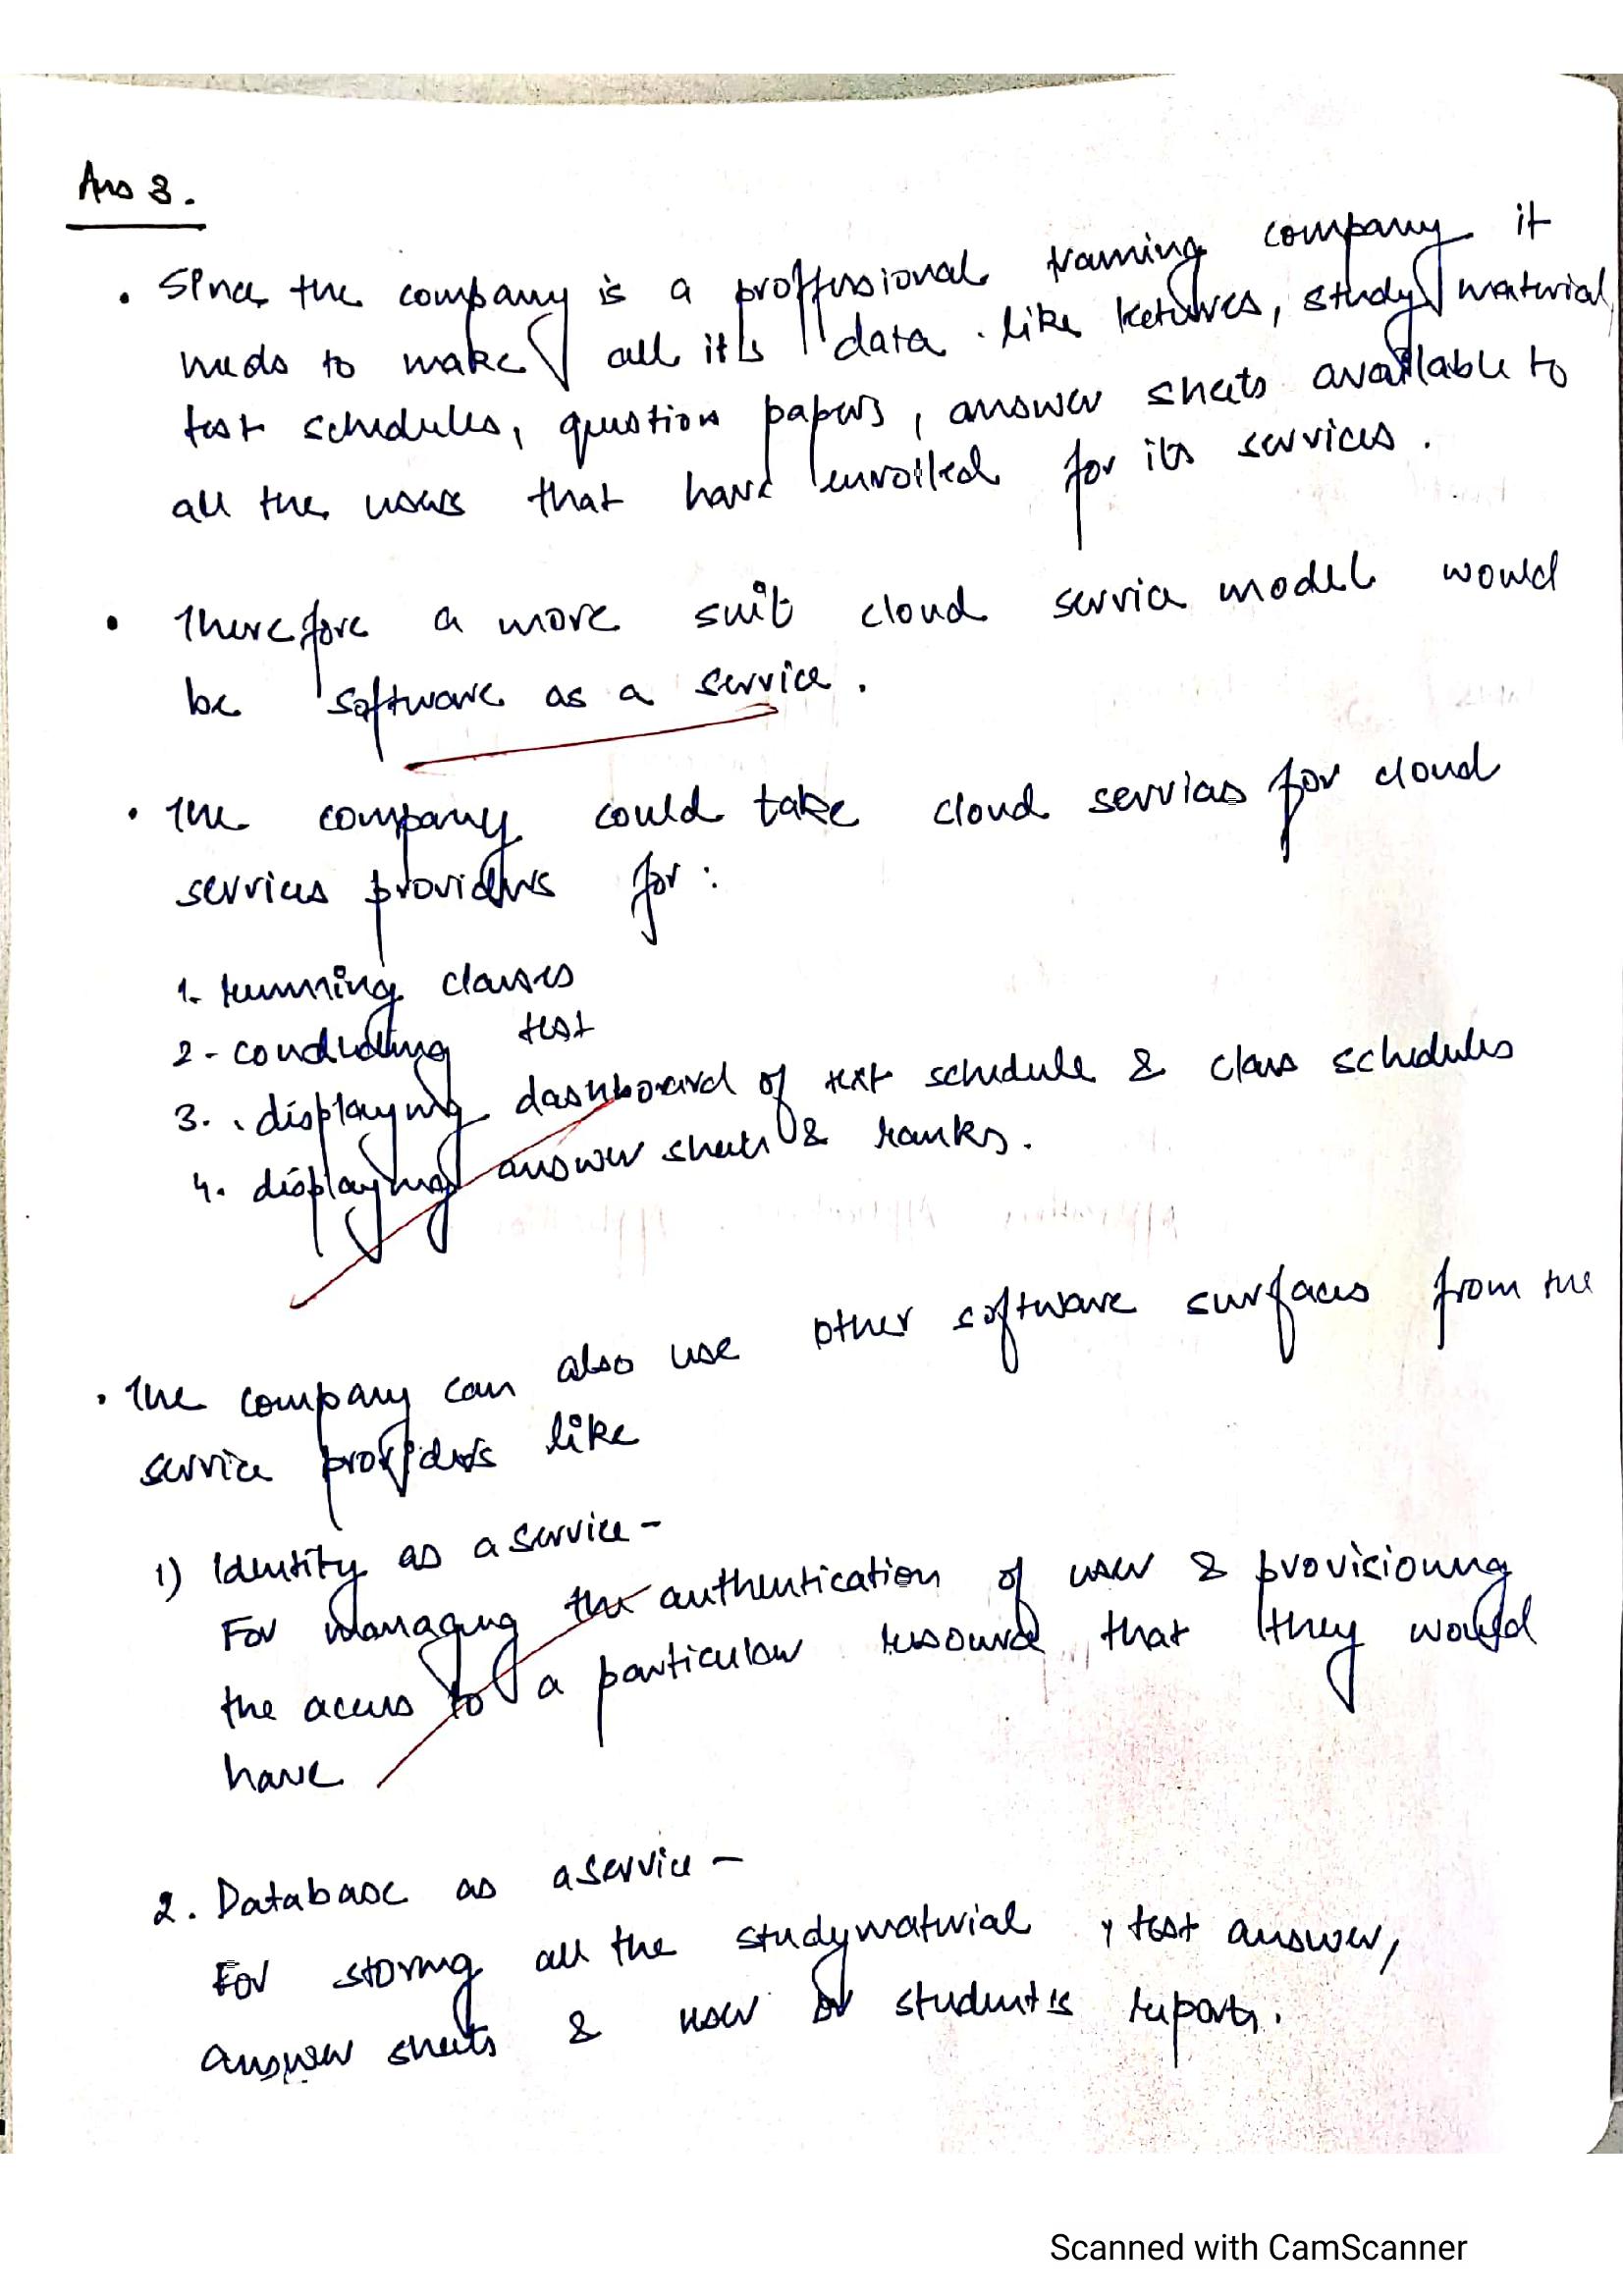 Ans 3.
• Since the company is a proffessional training company it
needs to make all it's data like lectures, study material,
test schedules, question papers, answer sheets available to
all the users that have enrolled for its services.
• Therefore a more suit cloud service model would
be software as a service.
• The company could take cloud services for cloud
services providers for:
1. running classes
2 - conducting test
3. displaying dashboard of test schedule & class schedules
4. displaying answer sheets & ranks.
• The company can also use other software surfaces from the
service providers like
1) Identity as a service -
For managing the authentication of user & provisioning
the access to a particular resource that they would
have
2. Database as a service -
For storing all the study material, test answer,
answer sheets & user or student's reports.
Scanned with CamScanner